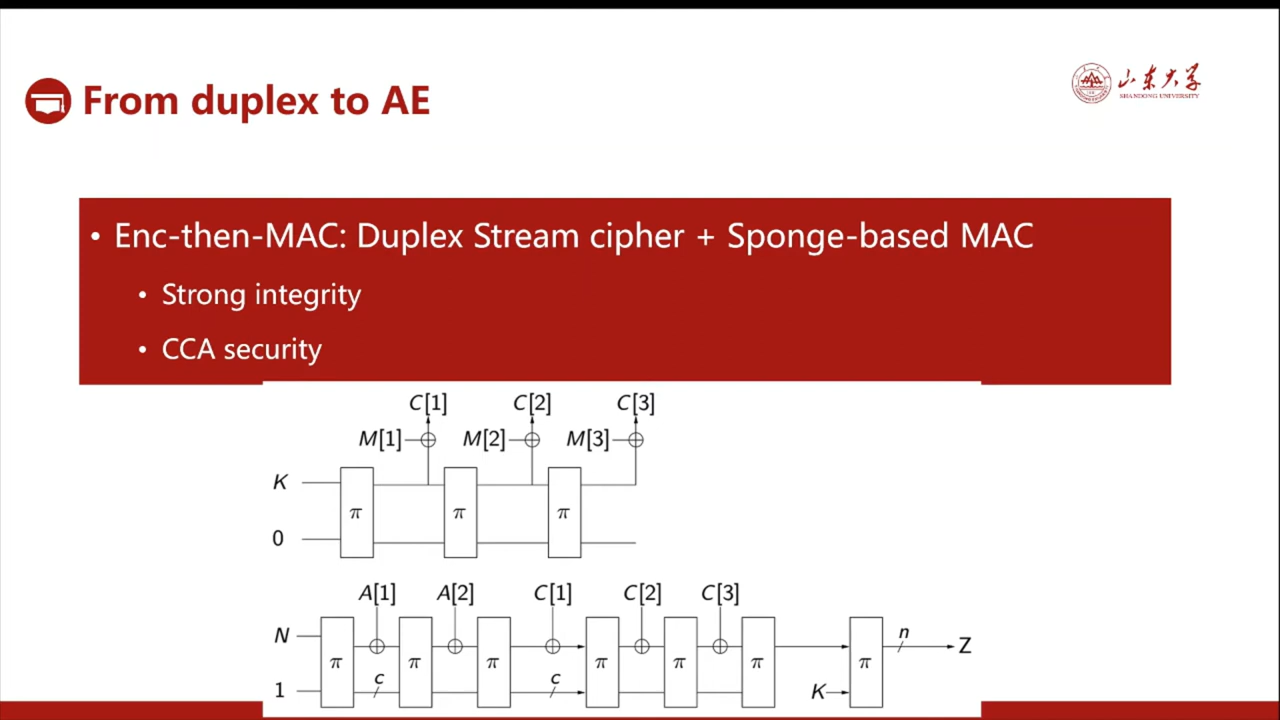 From duplex to AE
山东大学
SHANDONG UNIVERSITY
• Enc-then-MAC: Duplex Stream cipher + Sponge-based MAC
• Strong integrity
• CCA security
C[1] C[2] C[3]
M[1] M[2] M[3]
K
π π π
0
A[1] A[2] C[1] C[2] C[3]
N n Z
π π π π π π π
1 c c K